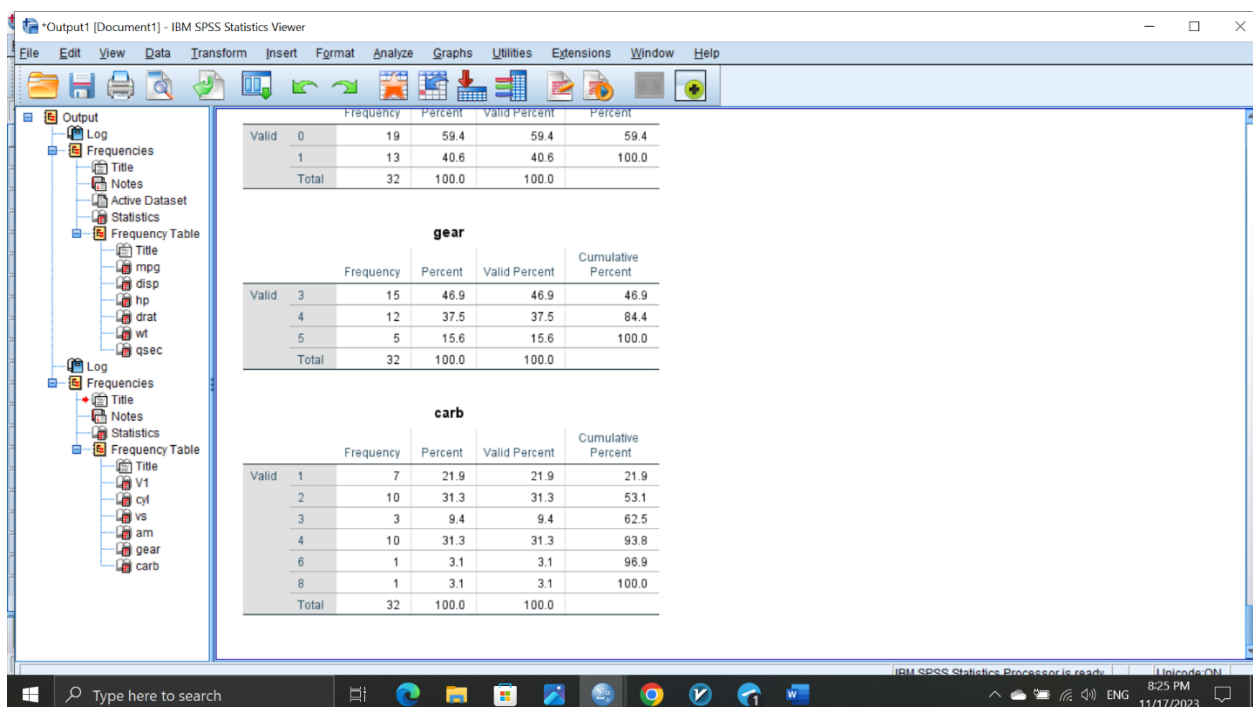 *Output1 [Document1] - IBM SPSS Statistics Viewer
File Edit View Data Transform Insert Format Analyze Graphs Utilities Extensions Window Help
Output
Log
Frequencies
Title
Notes
Active Dataset
Statistics
Frequency Table
Title
mpg
disp
hp
drat
wt
qsec
Log
Frequencies
Title
Notes
Statistics
Frequency Table
Title
V1
cyl
vs
am
gear
carb
Frequency Percent Valid Percent Percent
Valid 0 19 59.4 59.4 59.4
1 13 40.6 40.6 100.0
Total 32 100.0 100.0
gear
Cumulative
Frequency Percent Valid Percent Percent
Valid 3 15 46.9 46.9 46.9
4 12 37.5 37.5 84.4
5 5 15.6 15.6 100.0
Total 32 100.0 100.0
carb
Cumulative
Frequency Percent Valid Percent Percent
Valid 1 7 21.9 21.9 21.9
2 10 31.3 31.3 53.1
3 3 9.4 9.4 62.5
4 10 31.3 31.3 93.8
6 1 3.1 3.1 96.9
8 1 3.1 3.1 100.0
Total 32 100.0 100.0
IBM SPSS Statistics Processor is ready Unicode:ON
Type here to search
ENG
8:25 PM
11/17/2023